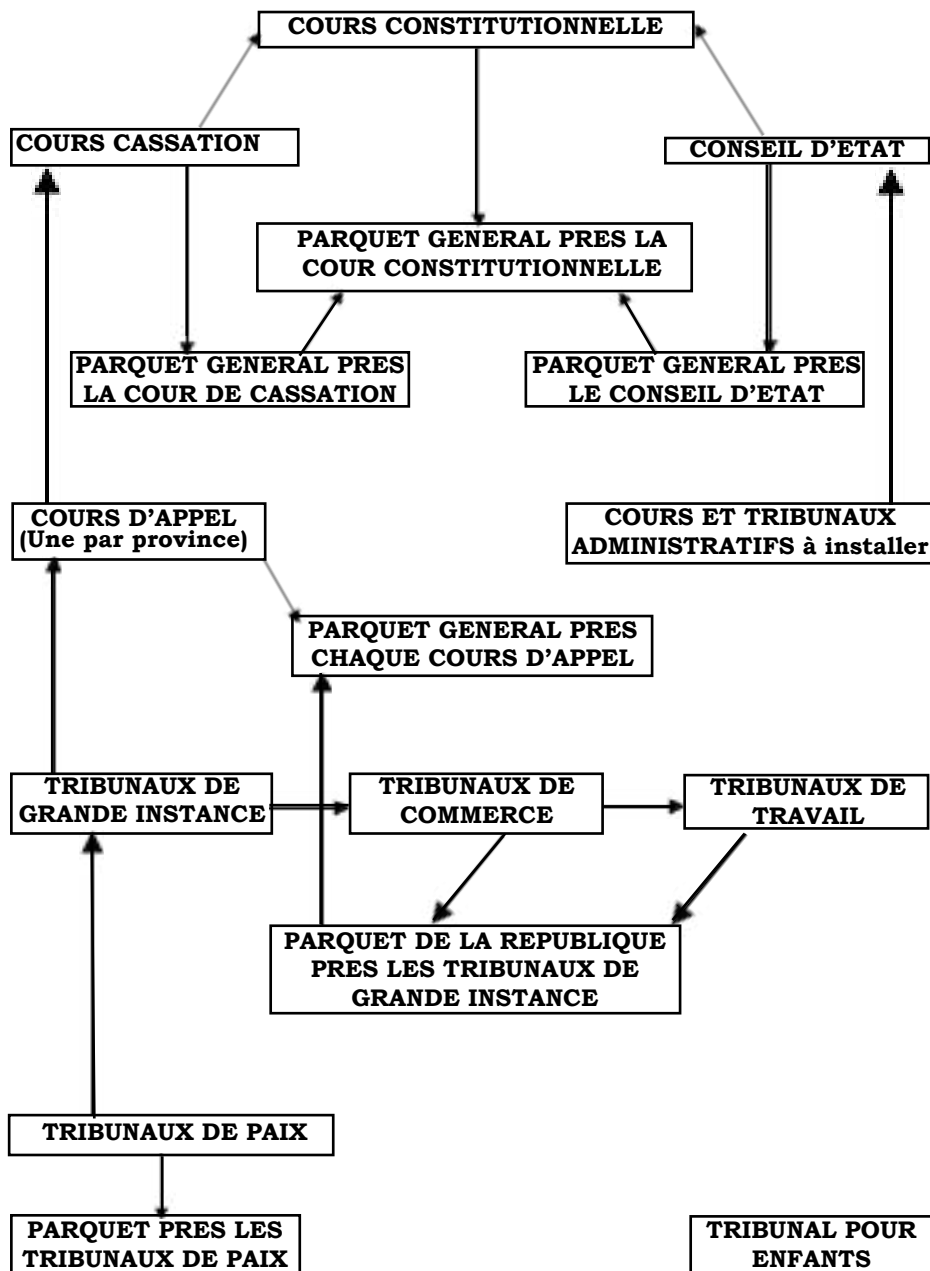 COURS CONSTITUTIONNELLE
COURS CASSATION
CONSEIL D'ETAT
PARQUET GENERAL PRES LA
COUR CONSTITUTIONNELLE
PARQUET GENERAL PRES
LA COUR DE CASSATION
PARQUET GENERAL PRES
LE CONSEIL D'ETAT
COURS D'APPEL
(Une par province)
COURS ET TRIBUNAUX
ADMINISTRATIFS à installer
PARQUET GENERAL PRES
CHAQUE COURS D'APPEL
TRIBUNAUX DE
GRANDE INSTANCE
TRIBUNAUX DE
COMMERCE
TRIBUNAUX DE
TRAVAIL
PARQUET DE LA REPUBLIQUE
PRES LES TRIBUNAUX DE
GRANDE INSTANCE
TRIBUNAUX DE PAIX
PARQUET PRES LES
TRIBUNAUX DE PAIX
TRIBUNAL POUR
ENFANTS